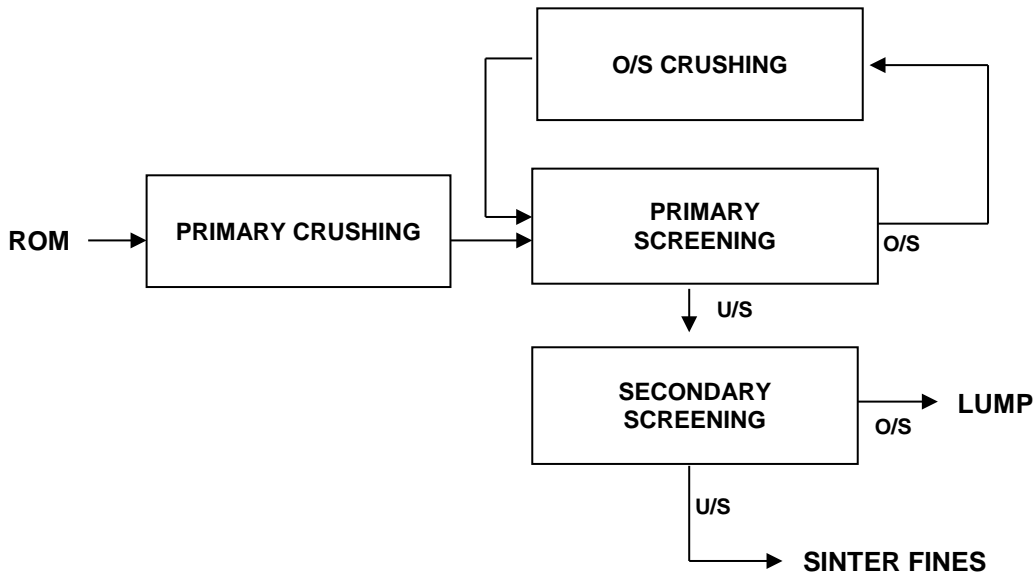 O/S CRUSHING
ROM
PRIMARY CRUSHING
PRIMARY
SCREENING
O/S
U/S
SECONDARY
SCREENING
O/S
LUMP
U/S
SINTER FINES